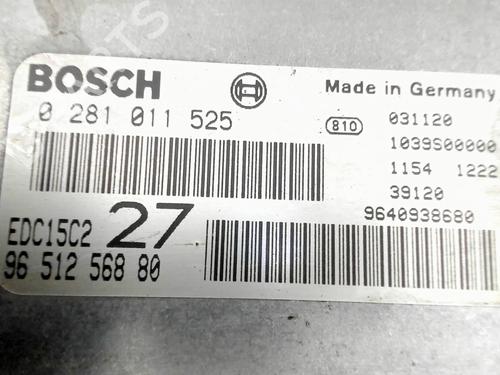 BOSCH
Made in Germany
0 281 011 525
810
031120
1039S00000
1154 1222
39120
9640938680
EDC15C2 27
96 512 568 80